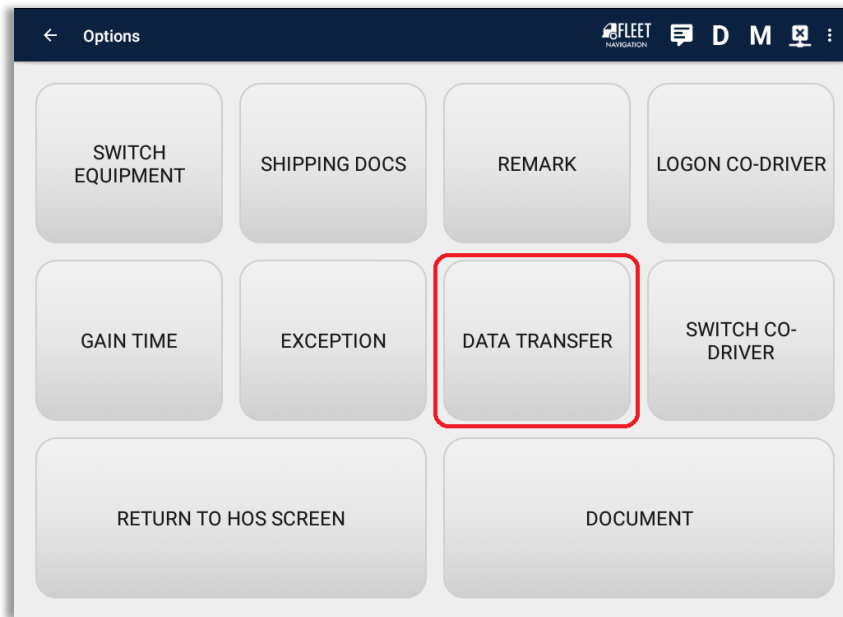 Options
FLEET
NAVIGATION
D
M
SWITCH
EQUIPMENT
SHIPPING DOCS
REMARK
LOGON CO-DRIVER
GAIN TIME
EXCEPTION
DATA TRANSFER
SWITCH CO-
DRIVER
RETURN TO HOS SCREEN
DOCUMENT